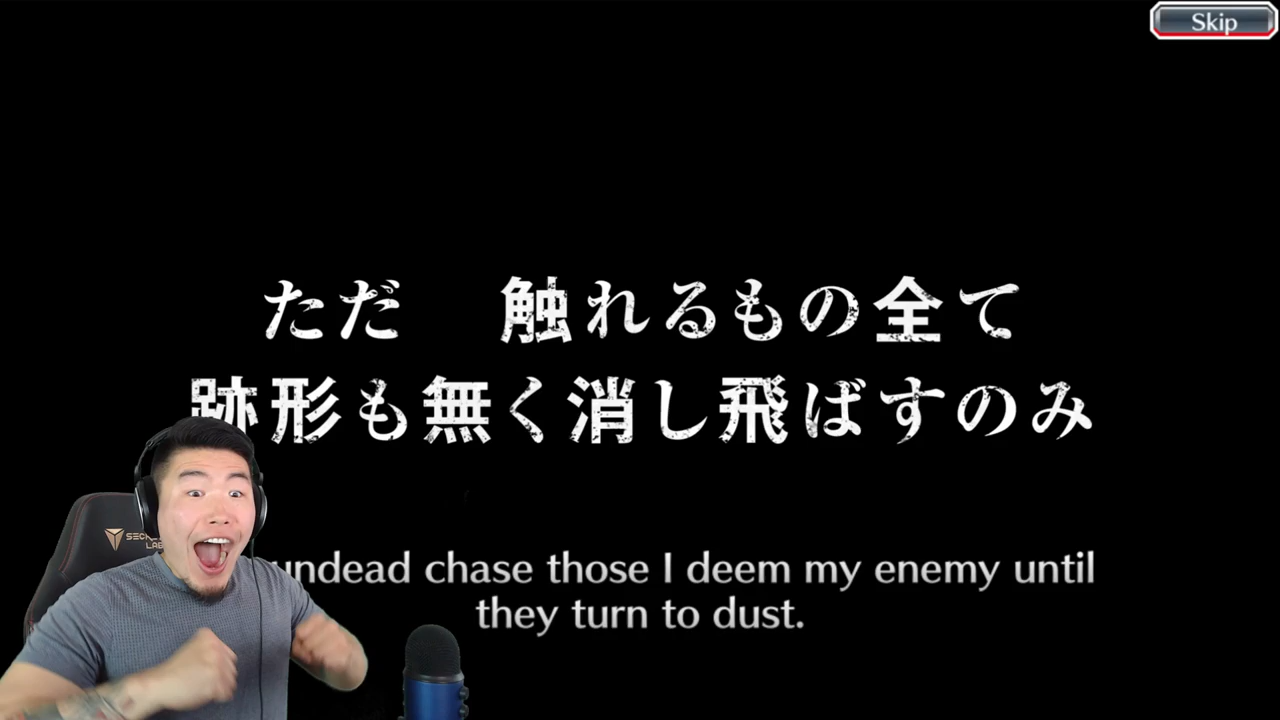 Skip
ただ 触れるもの全て
跡形も無く消し飛ばすのみ
undead chase those I deem my enemy until
they turn to dust.